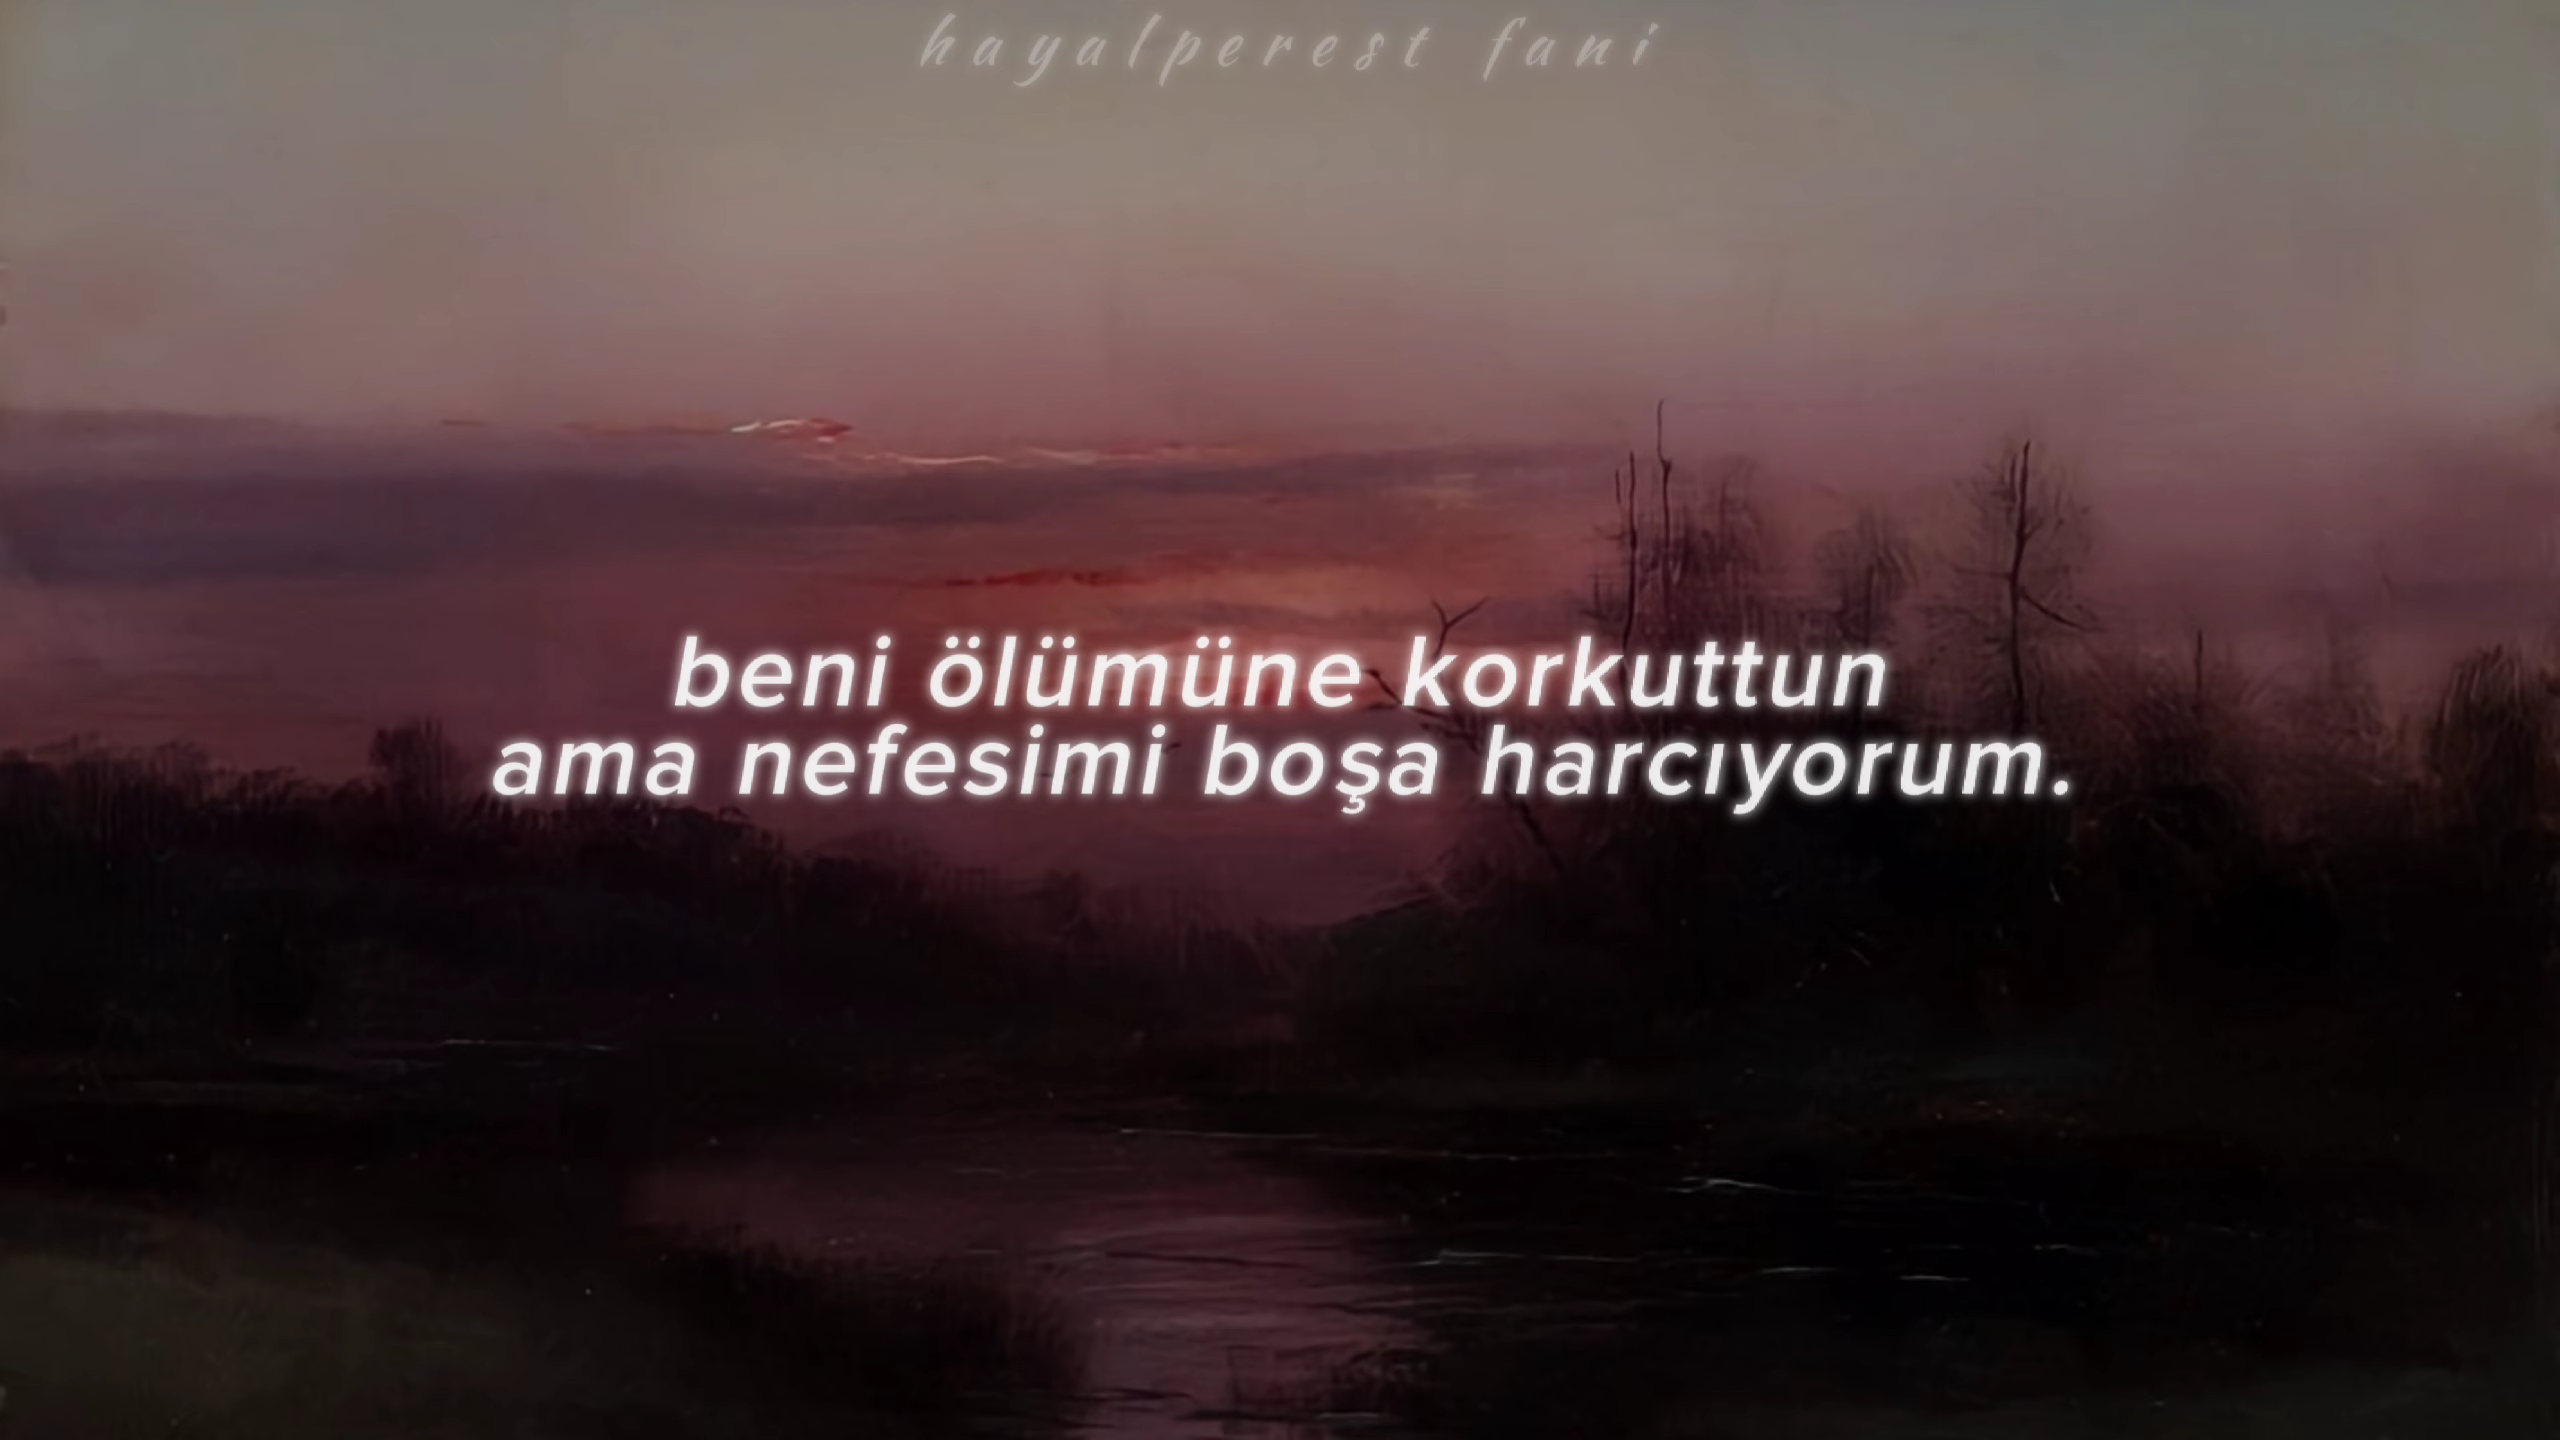 hayalperest fani
beni ölümüne korkuttun
ama nefesimi boşa harcıyorum.